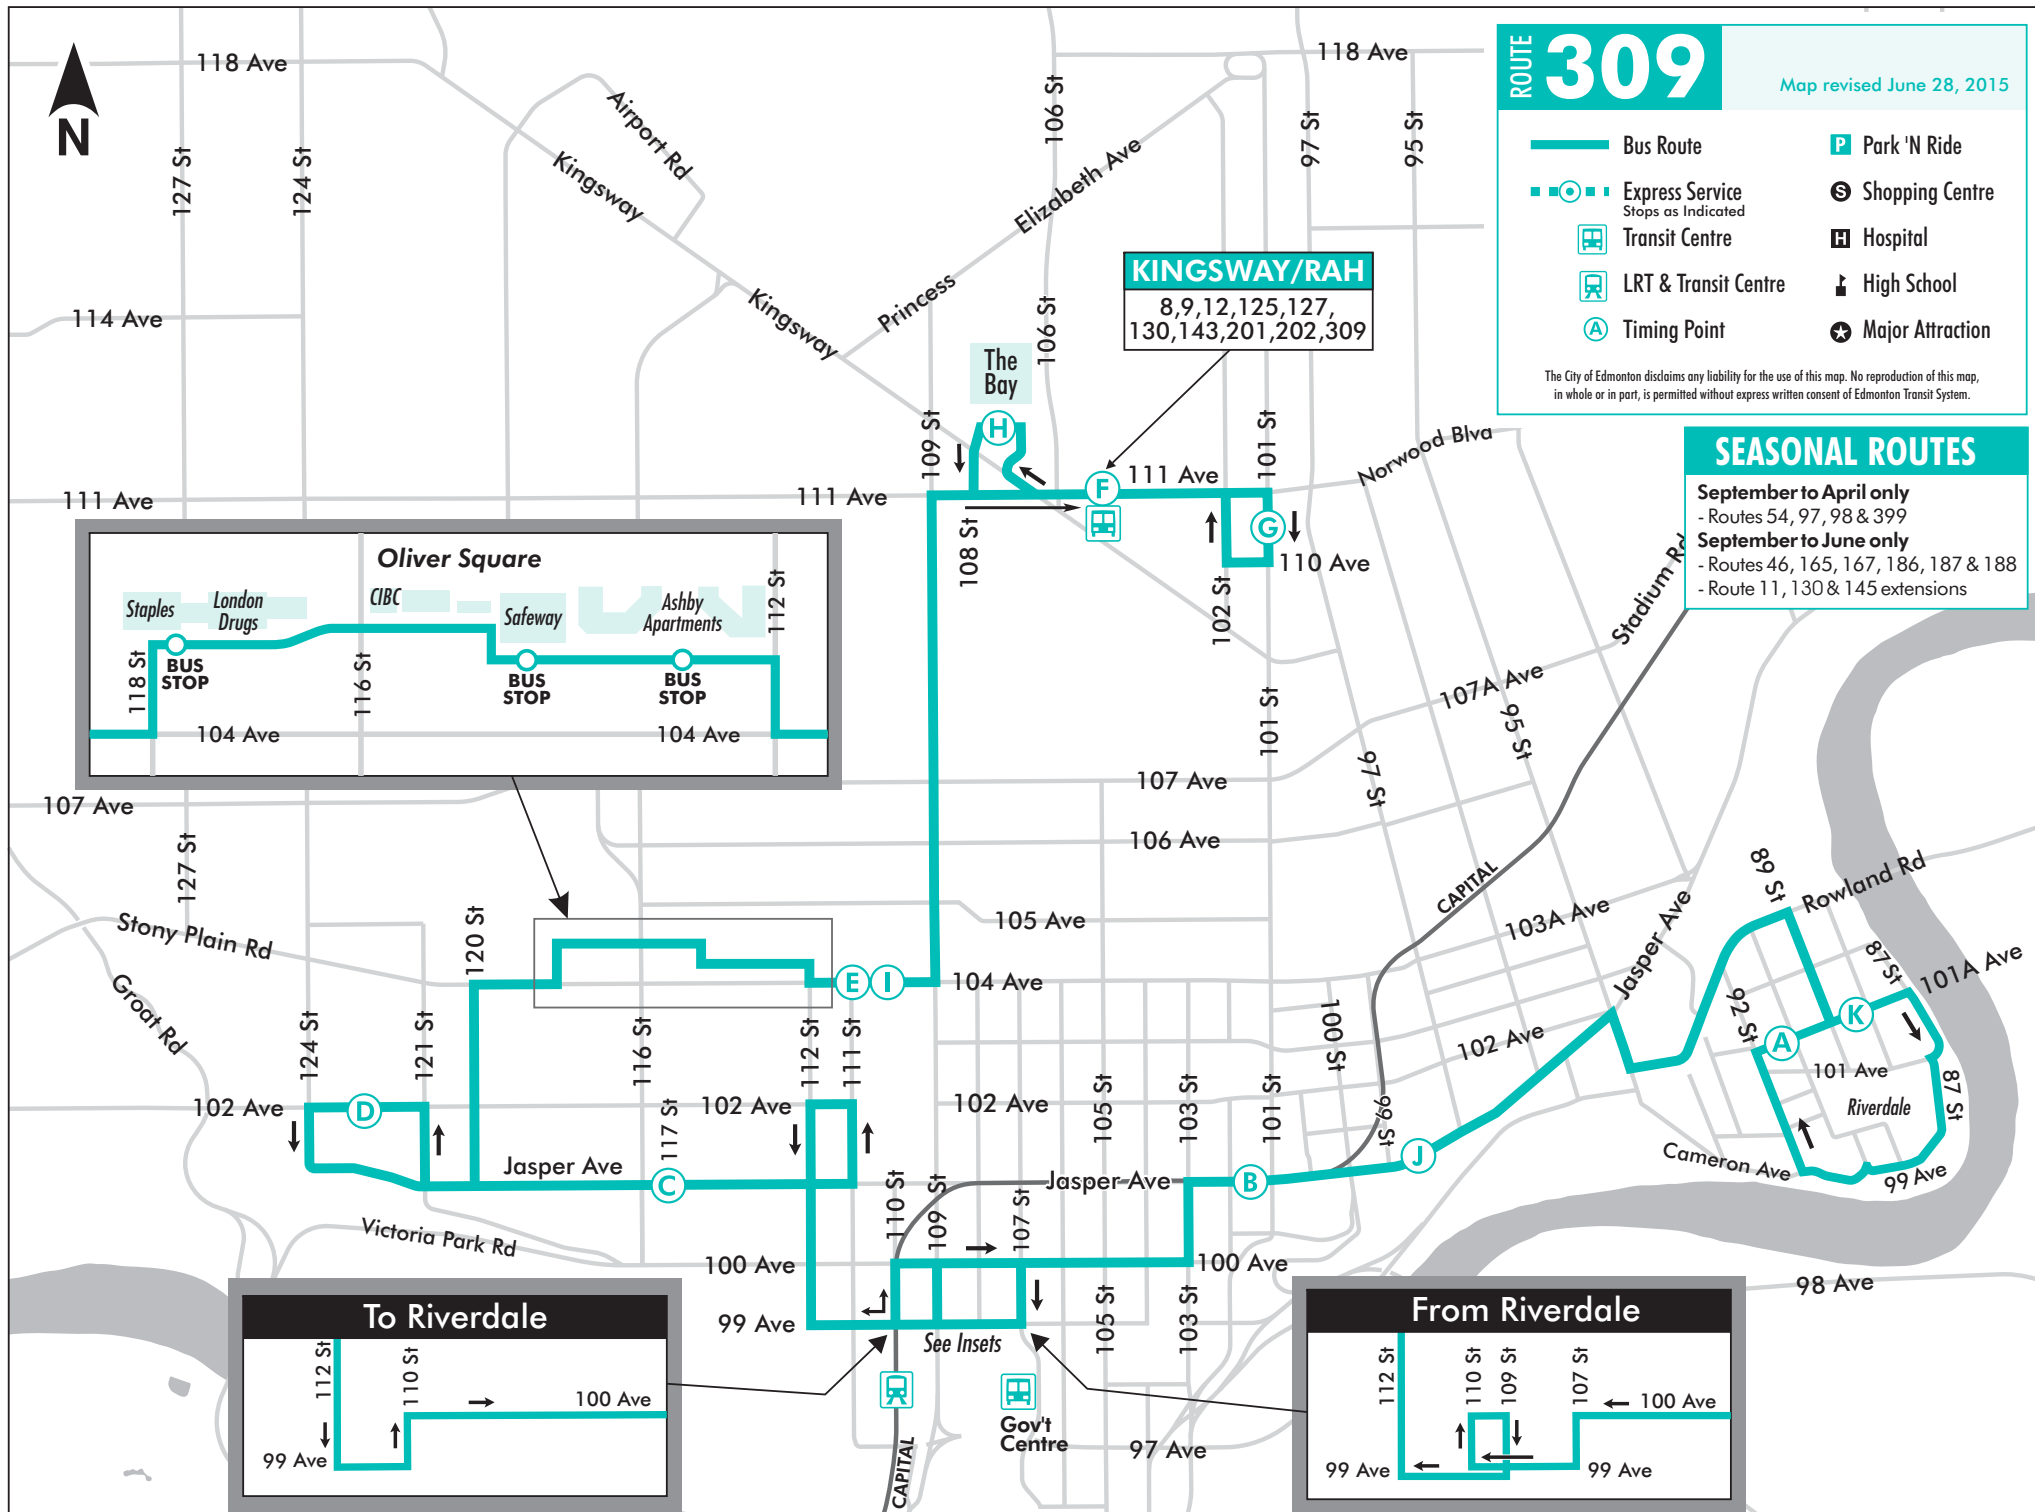 118 Ave
118 Ave
ROUTE 309
Map revised June 28, 2015
Bus Route
Express Service
Stops as Indicated
Transit Centre
LRT & Transit Centre
A Timing Point
P Park 'N Ride
S Shopping Centre
H Hospital
High School
Major Attraction
The City of Edmonton disclaims any liability for the use of this map. No reproduction of this map,
in whole or in part, is permitted without express written consent of Edmonton Transit System.
SEASONAL ROUTES
September to April only
- Routes 54, 97, 98 & 399
September to June only
- Routes 46, 165, 167, 186, 187 & 188
- Route 11, 130 & 145 extensions
N
127 St
124 St
Airport Rd
Kingsway
106 St
Elizabeth Ave
97 St
95 St
114 Ave
Kingsway
Princess
106 St
KINGSWAY/RAH
8,9,12,125,127,
130,143,201,202,309
The
Bay
H
109 St
101 St
Norwood Blvd
111 Ave
111 Ave
F
111 Ave
G
108 St
102 St
110 Ave
Stadium Rd
Oliver Square
Staples
London
Drugs
CIBC
Safeway
Ashby
Apartments
112 St
118 St
116 St
BUS
STOP
BUS
STOP
BUS
STOP
104 Ave
104 Ave
101 St
107A Ave
95 St
97 St
107 Ave
107 Ave
106 Ave
127 St
CAPITAL
89 St
Rowland Rd
Stony Plain Rd
120 St
105 Ave
103A Ave
Jasper Ave
87 St
101A Ave
Groat Rd
E
I
104 Ave
92 St
A
K
124 St
121 St
116 St
112 St
111 St
100 St
102 Ave
101 Ave
Riverdale
87 St
102 Ave
D
117 St
102 Ave
102 Ave
105 St
103 St
101 St
99 St
J
Cameron Ave
99 Ave
Jasper Ave
C
Jasper Ave
B
110 St
109 St
107 St
Victoria Park Rd
100 Ave
100 Ave
98 Ave
99 Ave
See Insets
105 St
103 St
Gov't
Centre
97 Ave
CAPITAL
To Riverdale
112 St
110 St
100 Ave
99 Ave
From Riverdale
112 St
110 St
109 St
107 St
100 Ave
99 Ave
99 Ave